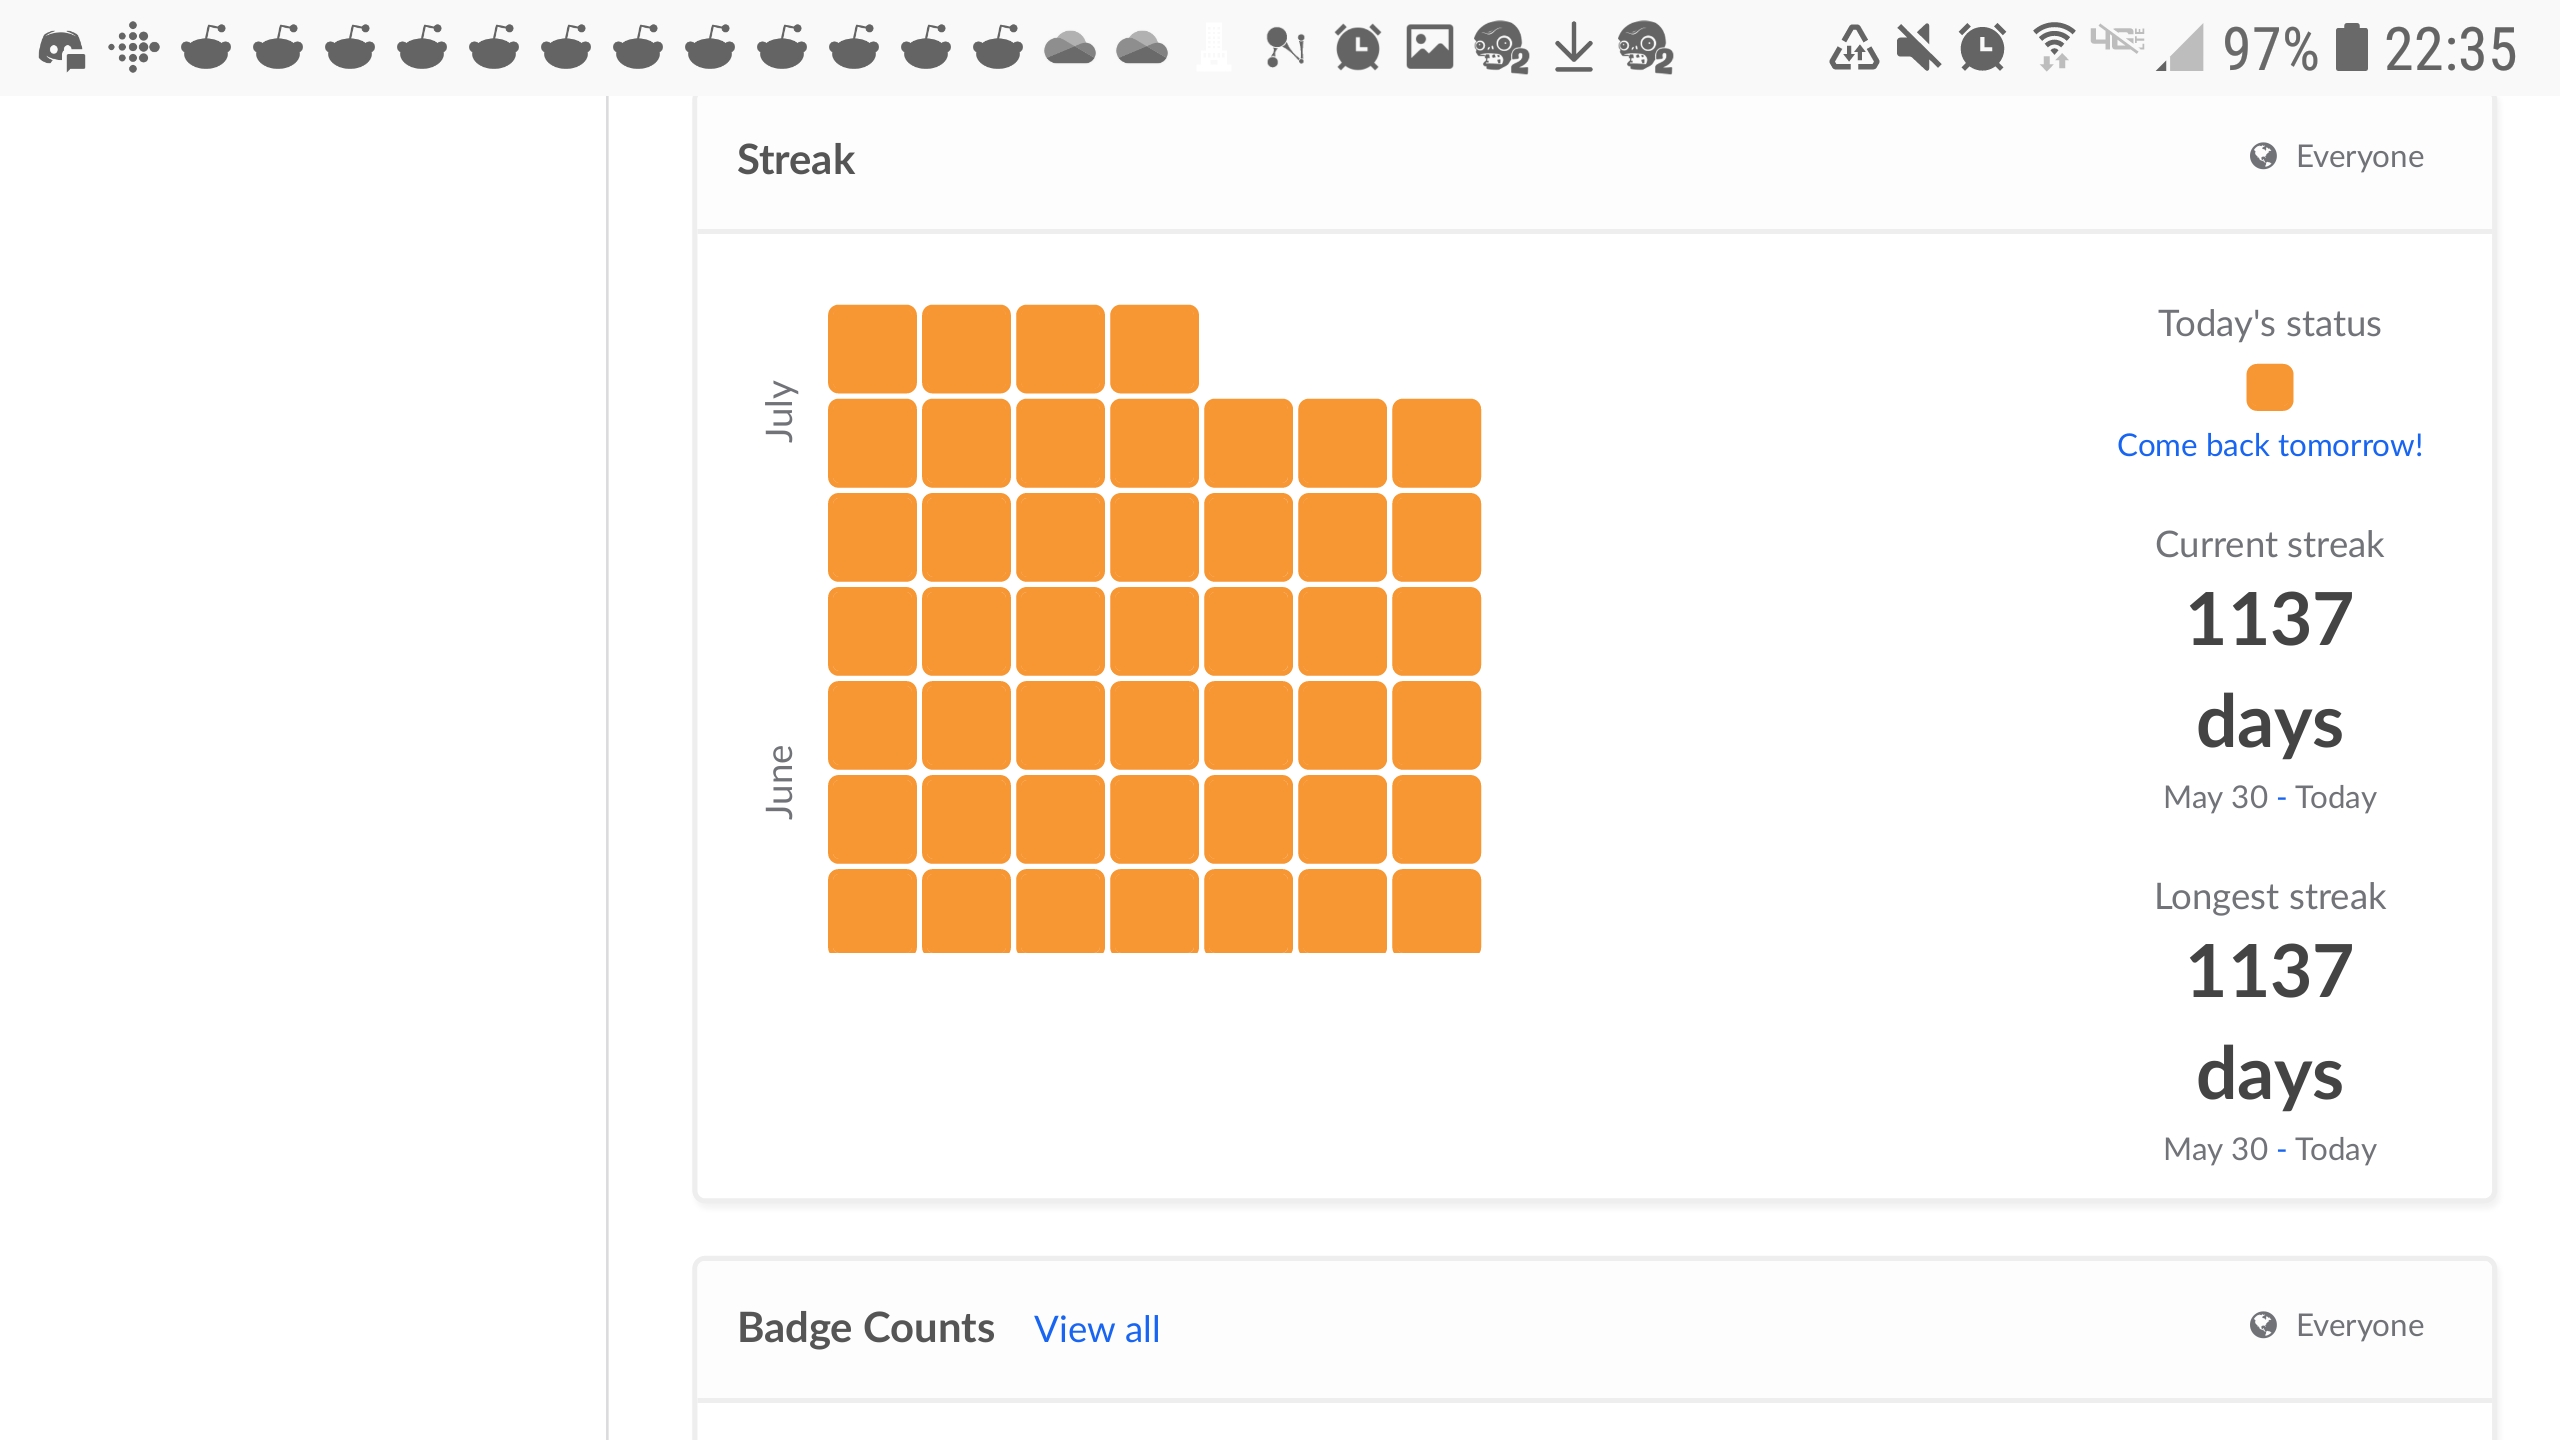 97% 22:35
Streak
Everyone
July
June
Today's status
Come back tomorrow!
Current streak
1137
days
May 30 - Today
Longest streak
1137
days
May 30 - Today
Badge Counts View all
Everyone